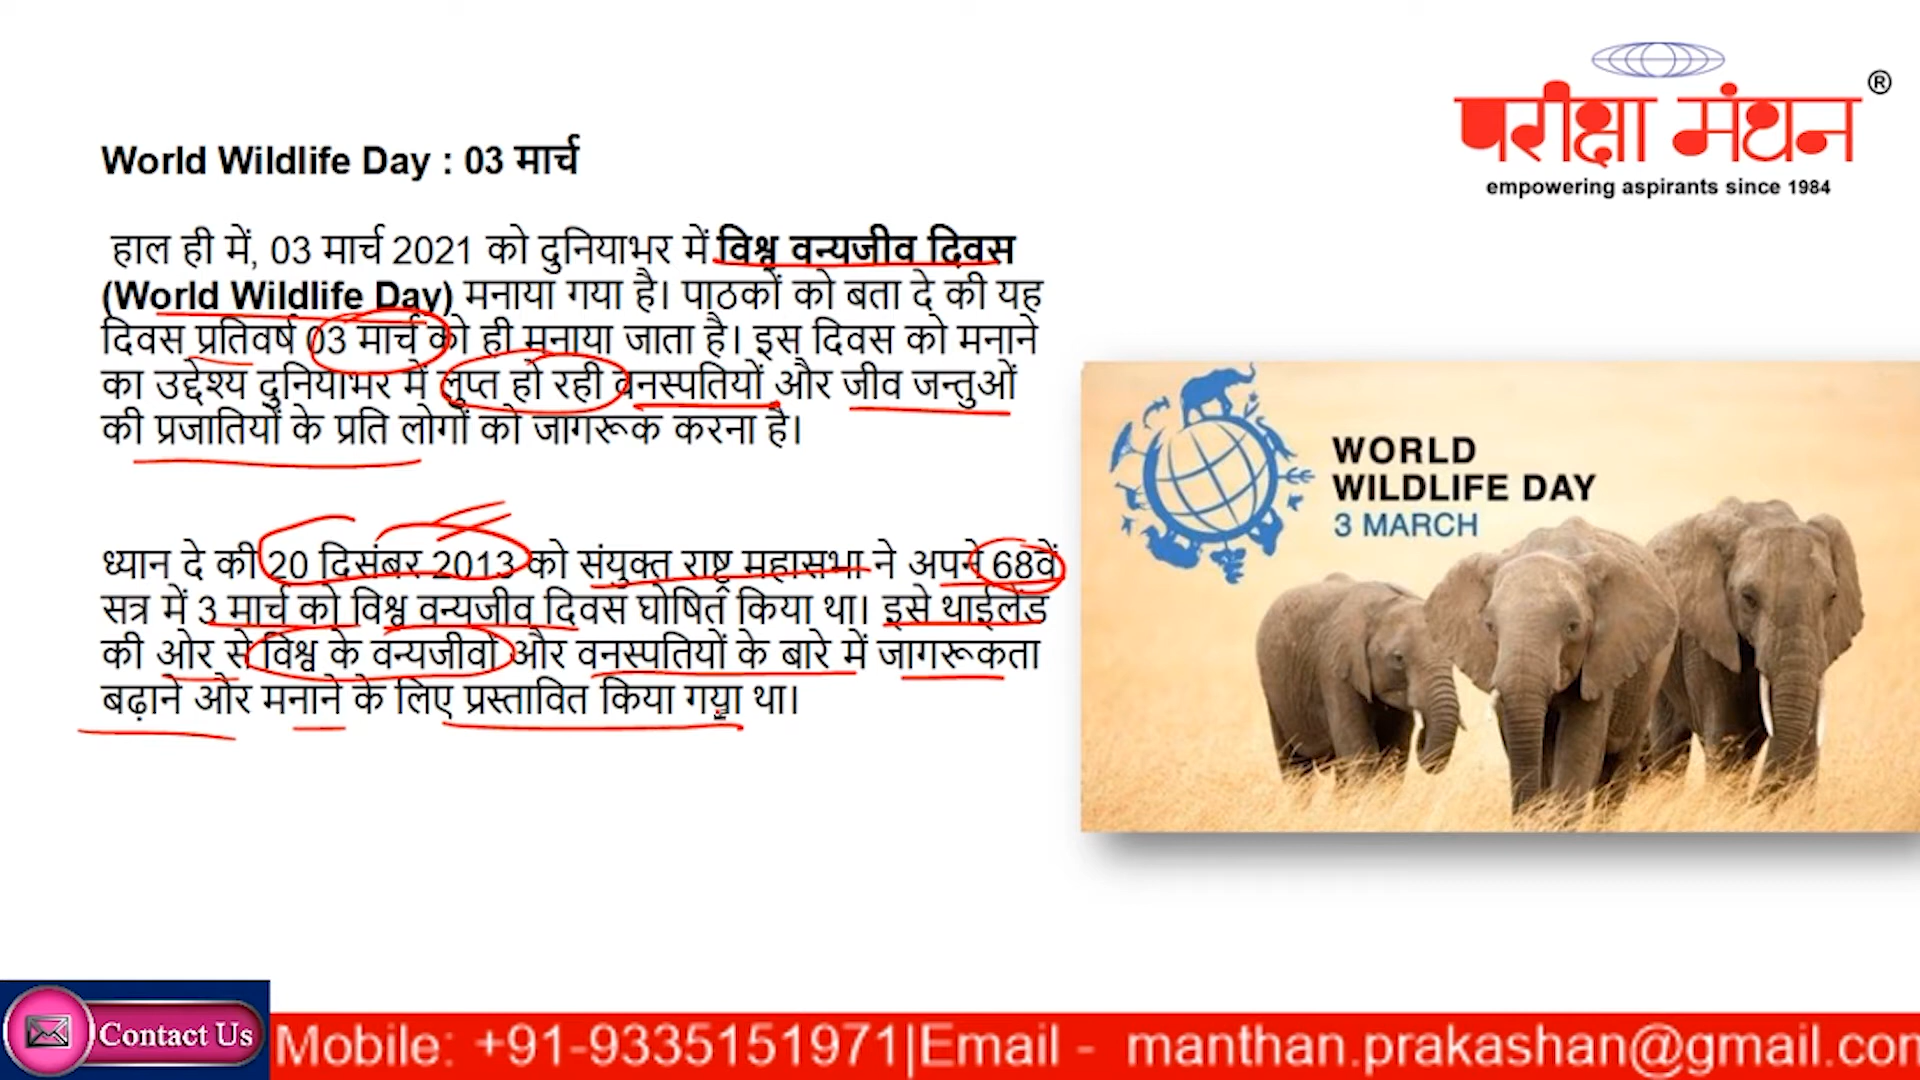 परीक्षा मंथन ®
empowering aspirants since 1984
World Wildlife Day : 03 मार्च
हाल ही में, 03 मार्च 2021 को दुनियाभर में विश्व वन्यजीव दिवस
(World Wildlife Day) मनाया गया है। पाठकों को बता दे की यह
दिवस प्रतिवर्ष 03 मार्च को ही मनाया जाता है। इस दिवस को मनाने
का उद्देश्य दुनियाभर में लुप्त हो रही वनस्पतियों और जीव जन्तुओं
की प्रजातियों के प्रति लोगों को जागरूक करना है।
ध्यान दे की 20 दिसंबर 2013 को संयुक्त राष्ट्र महासभा ने अपने 68वें
सत्र में 3 मार्च को विश्व वन्यजीव दिवस घोषित किया था। इसे थाईलैंड
की ओर से विश्व के वन्यजीवों और वनस्पतियों के बारे में जागरूकता
बढ़ाने और मनाने के लिए प्रस्तावित किया गया था।
WORLD
WILDLIFE DAY
3 MARCH
Contact Us
Mobile: +91-9335151971|Email - manthan.prakashan@gmail.com